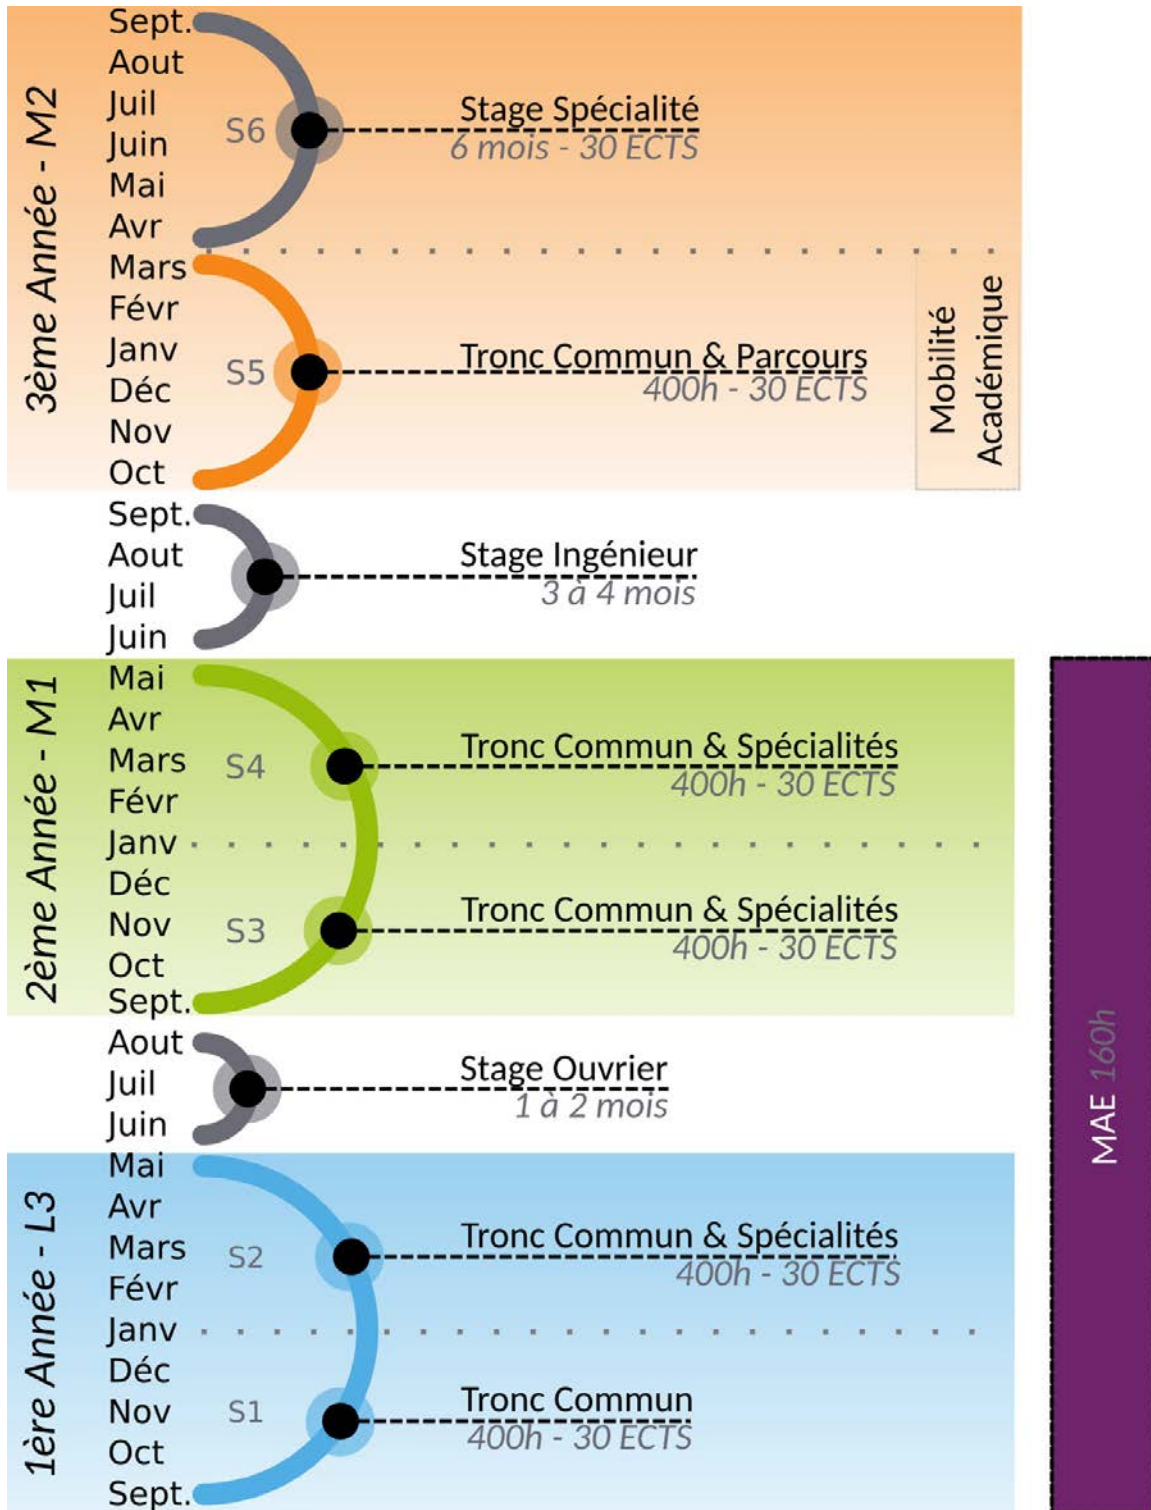 3ème Année - M2
Sept.
Aout
Juil
Juin
Mai
Avr
S6
Stage Spécialité
6 mois - 30 ECTS
Mars
Févr
Janv
Déc
Nov
Oct
S5
Tronc Commun & Parcours
400h - 30 ECTS
Mobilité
Académique
Sept.
Aout
Juil
Juin
Stage Ingénieur
3 à 4 mois
2ème Année - M1
Mai
Avr
Mars
Févr
Janv
S4
Tronc Commun & Spécialités
400h - 30 ECTS
Déc
Nov
Oct
Sept.
S3
Tronc Commun & Spécialités
400h - 30 ECTS
Aout
Juil
Juin
Stage Ouvrier
1 à 2 mois
1ère Année - L3
Mai
Avr
Mars
Févr
Janv
S2
Tronc Commun & Spécialités
400h - 30 ECTS
Déc
Nov
Oct
Sept.
S1
Tronc Commun
400h - 30 ECTS
MAE 160h